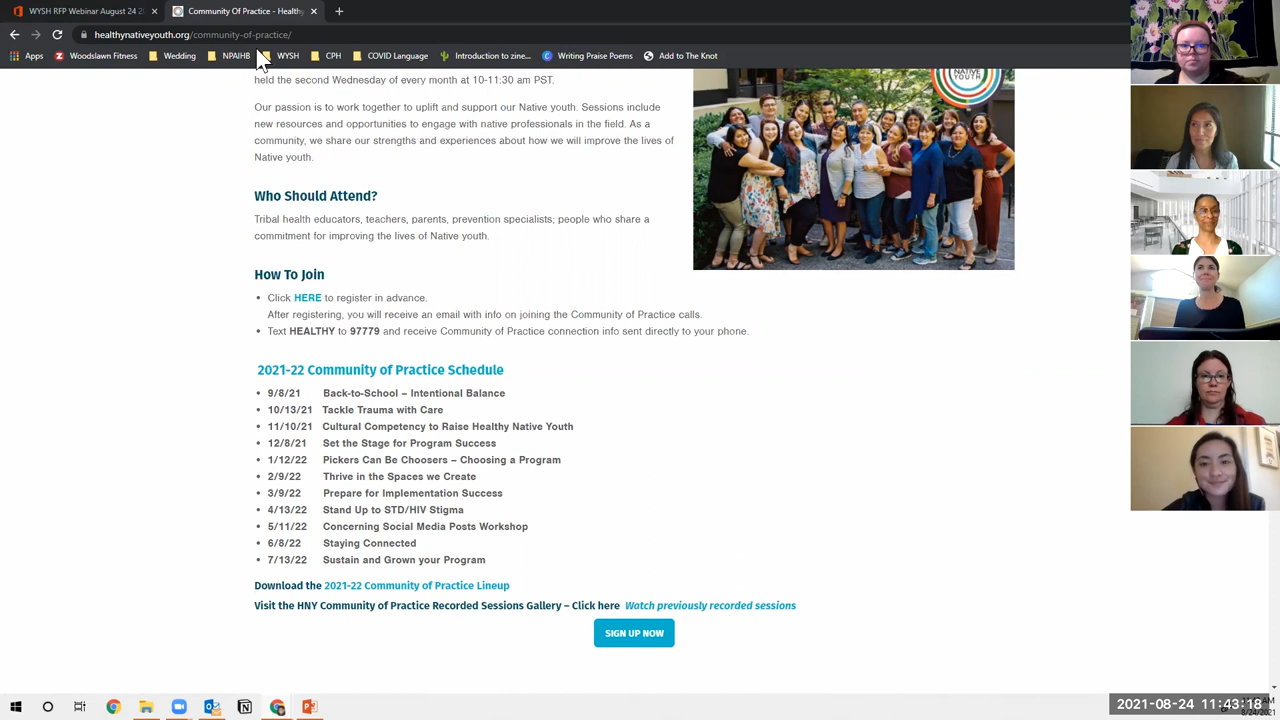 WYSH RFP Webinar August 24 2
Community Of Practice - Healthy
healthynativeyouth.org/community-of-practice/
Apps
Woodslawn Fitness
Wedding
NPAIHB
WYSH
CPH
COVID Language
Introduction to zine...
Writing Praise Poems
Add to The Knot
held the second Wednesday of every month at 10-11:30 am PST.
NATIVE
YOUTH
Our passion is to work together to uplift and support our Native youth. Sessions include
new resources and opportunities to engage with native professionals in the field. As a
community, we share our strengths and experiences about how we will improve the lives of
Native youth.
Who Should Attend?
Tribal health educators, teachers, parents, prevention specialists; people who share a
commitment for improving the lives of Native youth.
How To Join
• Click HERE to register in advance.
After registering, you will receive an email with info on joining the Community of Practice calls.
• Text HEALTHY to 97779 and receive Community of Practice connection info sent directly to your phone.
2021-22 Community of Practice Schedule
• 9/8/21 Back-to-School – Intentional Balance
• 10/13/21 Tackle Trauma with Care
• 11/10/21 Cultural Competency to Raise Healthy Native Youth
• 12/8/21 Set the Stage for Program Success
• 1/12/22 Pickers Can Be Choosers – Choosing a Program
• 2/9/22 Thrive in the Spaces we Create
• 3/9/22 Prepare for Implementation Success
• 4/13/22 Stand Up to STD/HIV Stigma
• 5/11/22 Concerning Social Media Posts Workshop
• 6/8/22 Staying Connected
• 7/13/22 Sustain and Grown your Program
Download the 2021-22 Community of Practice Lineup
Visit the HNY Community of Practice Recorded Sessions Gallery – Click here Watch previously recorded sessions
SIGN UP NOW
2021-08-24 11:43:18